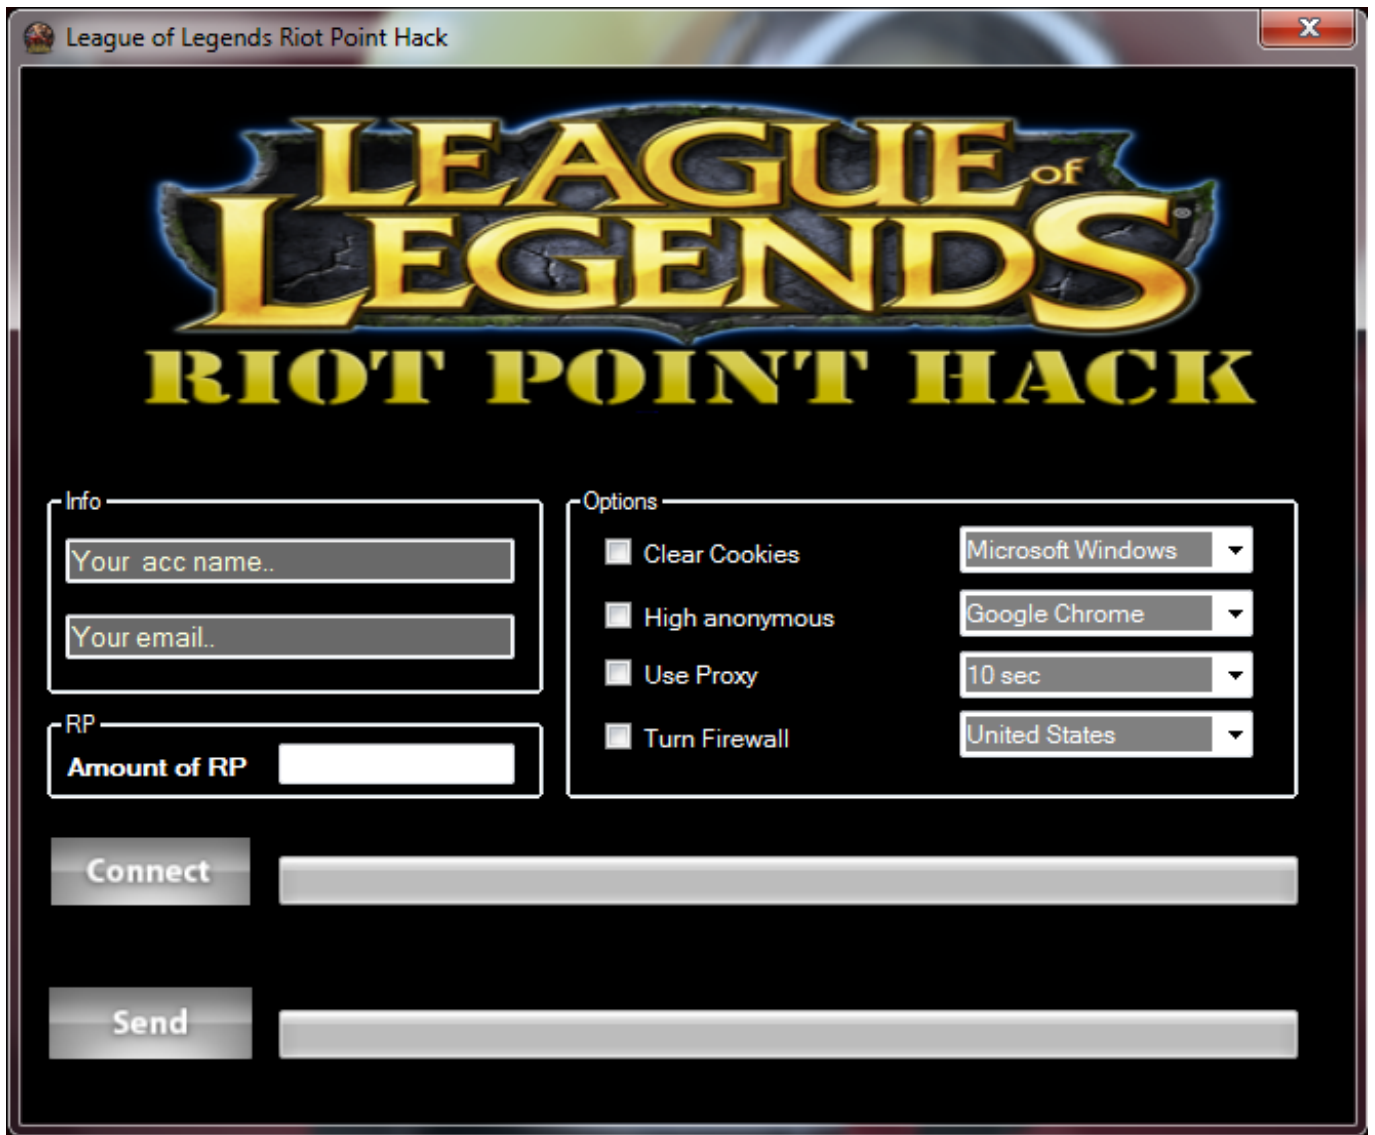 League of Legends Riot Point Hack
X
LEAGUE of
LEGENDS
®
RIOT POINT HACK
Info
Your acc name..
Your email..
RP
Amount of RP
Options
Clear Cookies
Microsoft Windows
High anonymous
Google Chrome
Use Proxy
10 sec
Turn Firewall
United States
Connect
Send